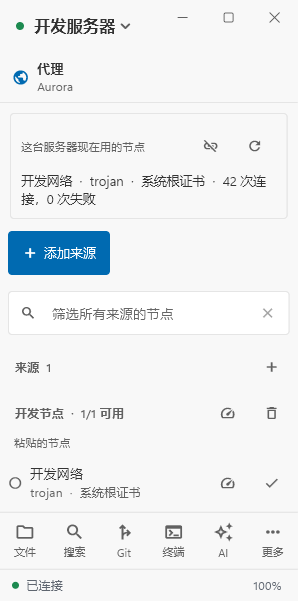 开发服务器
代理
Aurora
这台服务器现在用的节点
开发网络 · trojan · 系统根证书 · 42 次连
接，0 次失败
添加来源
筛选所有来源的节点
来源 1
开发节点 · 1/1 可用
粘贴的节点
开发网络
trojan · 系统根证书
文件 搜索 Git 终端 AI 更多
已连接 100%